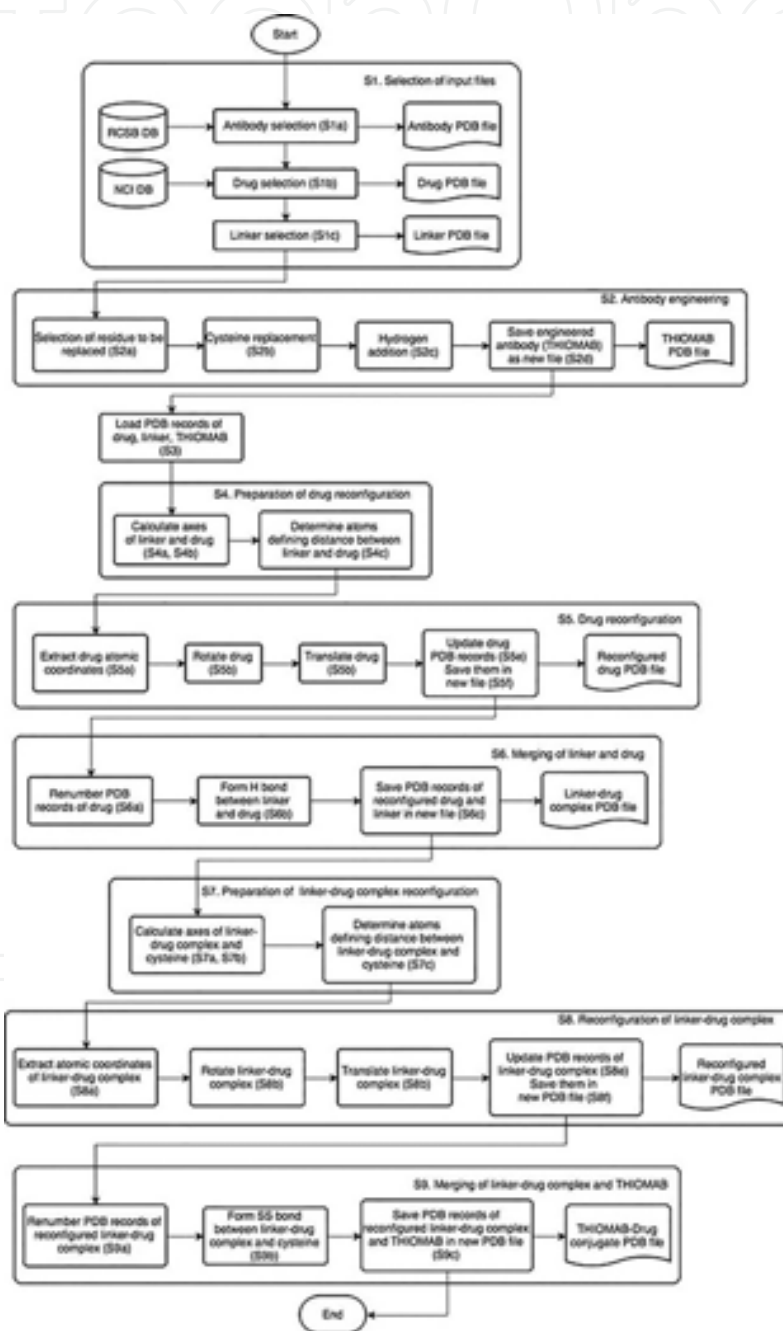 Start
S1. Selection of input files
RCSB DB
Antibody selection (S1a)
Antibody PDB file
NCI DB
Drug selection (S1b)
Drug PDB file
Linker selection (S1c)
Linker PDB file
S2. Antibody engineering
Selection of residue to be
replaced (S2a)
Cysteine replacement
(S2b)
Hydrogen
addition (S2c)
Save engineered
antibody (THIOMAB)
as new file (S2d)
THIOMAB
PDB file
Load PDB records of
drug, linker, THIOMAB
(S3)
S4. Preparation of drug reconfiguration
Calculate axes
of linker and drug
(S4a, S4b)
Determine atoms
defining distance between
linker and drug (S4c)
S5. Drug reconfiguration
Extract drug atomic
coordinates (S5a)
Rotate drug
(S5b)
Translate drug
(S5b)
Update drug
PDB records (S5e)
Save them in
new file (S5f)
Reconfigured
drug PDB file
S6. Merging of linker and drug
Renumber PDB
records of drug (S6a)
Form H bond
between linker
and drug (S6b)
Save PDB records of
reconfigured drug and
linker in new file (S6c)
Linker-drug
complex PDB file
S7. Preparation of linker-drug complex reconfiguration
Calculate axes of linker-
drug complex and
cysteine (S7a, S7b)
Determine atoms
defining distance between
linker-drug complex and
cysteine (S7c)
S8. Reconfiguration of linker-drug complex
Extract atomic coordinates
of linker-drug complex
(S8a)
Rotate linker-drug
complex (S8b)
Translate linker-drug
complex (S8b)
Update PDB records of
linker-drug complex (S8e)
Save them in
new PDB file (S8f)
Reconfigured
linker-drug complex
PDB file
S9. Merging of linker-drug complex and THIOMAB
Renumber PDB records of
reconfigured linker-drug
complex (S9a)
Form SS bond
between linker-drug
complex and cysteine
(S9b)
Save PDB records of
reconfigured linker-drug complex
and THIOMAB in new PDB file
(S9c)
THIOMAB-Drug
conjugate PDB file
End